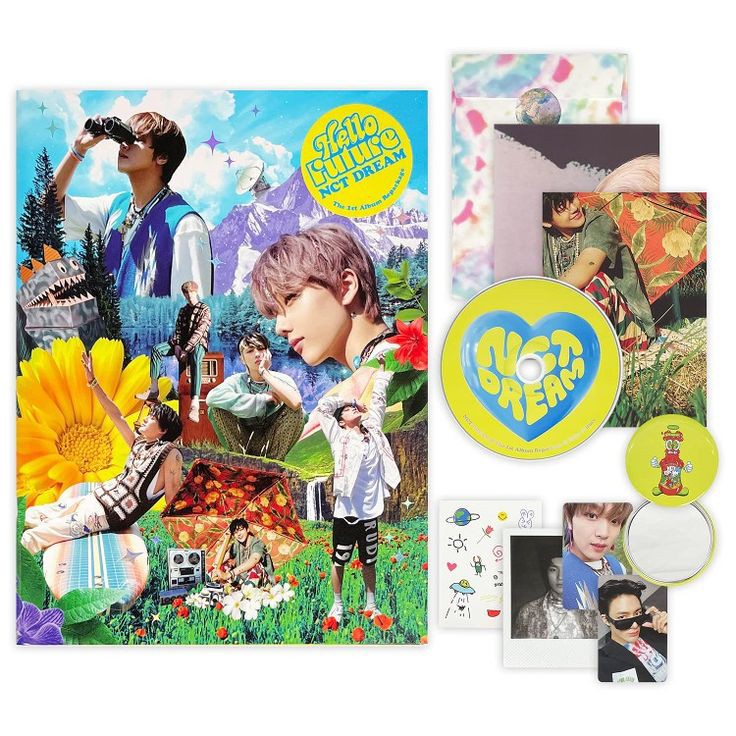 Hello
Future
NCT DREAM
The 1st Album Repackage
NCT
DREAM
RUDI